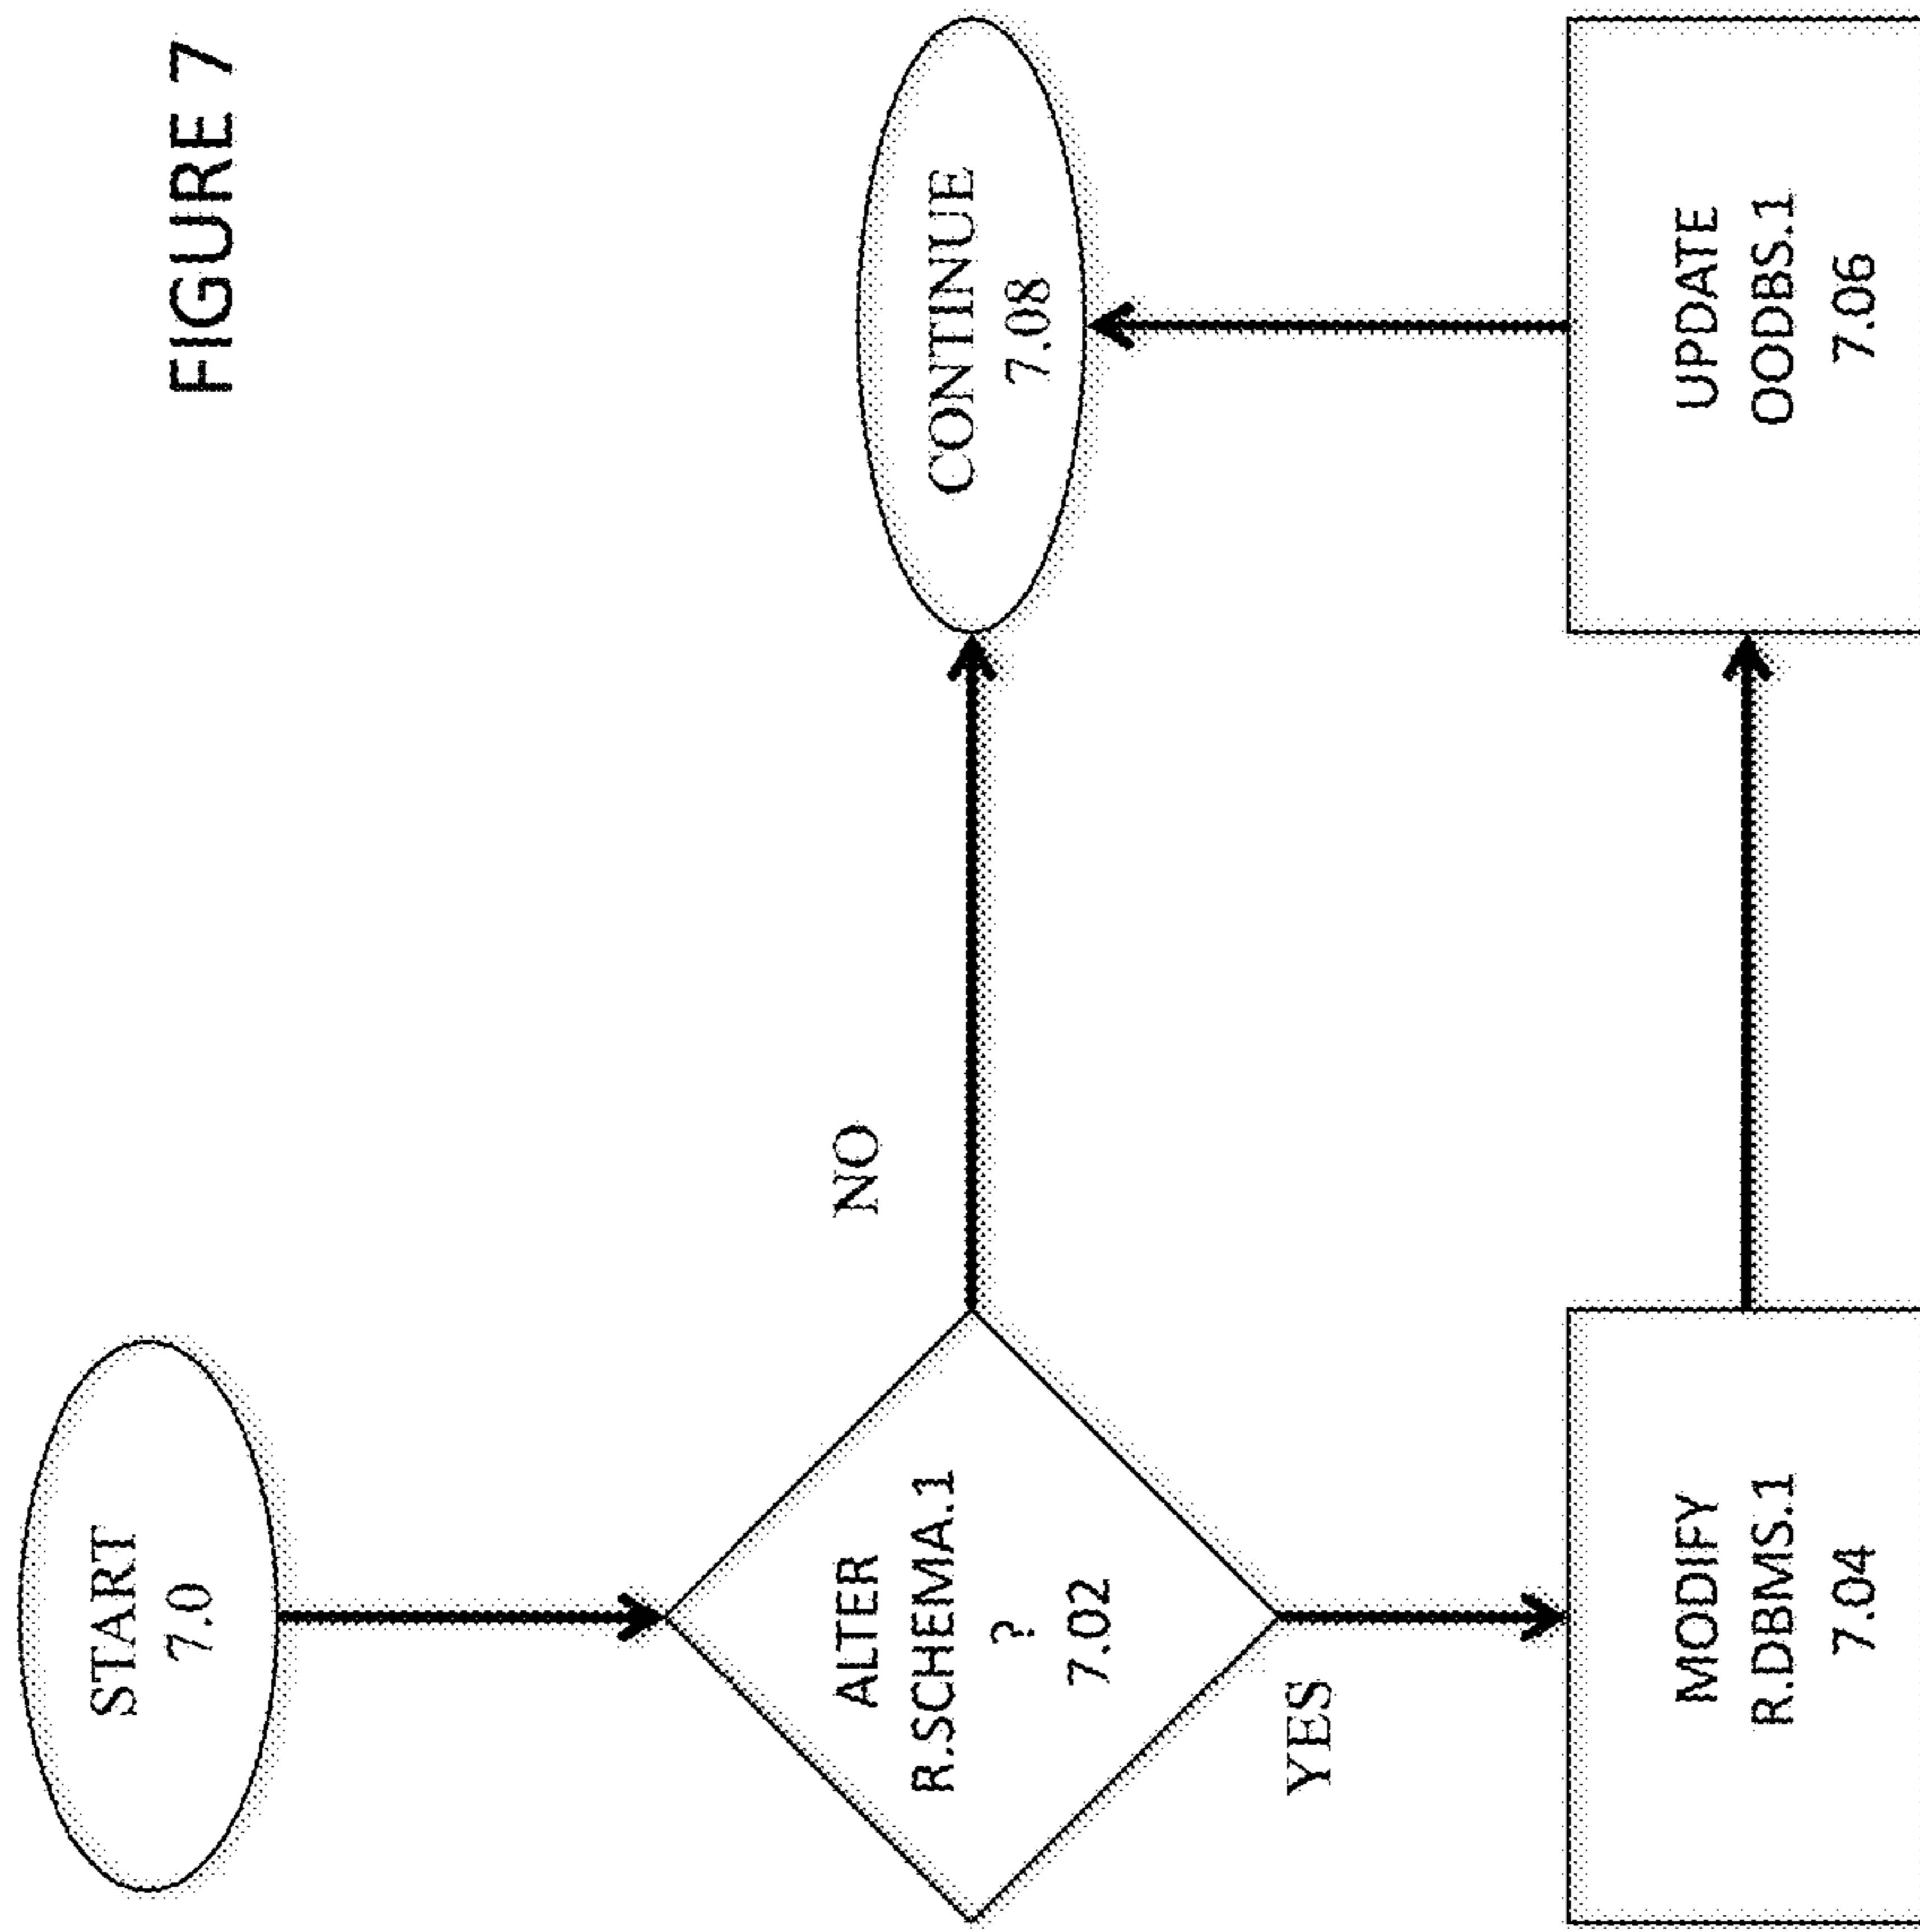 FIGURE 7
START
7.0
ALTER
R.SCHEMA.1
?
7.02
NO
YES
CONTINUE
7.08
MODIFY
R.DBMS.1
7.04
UPDATE
OODBS.1
7.06